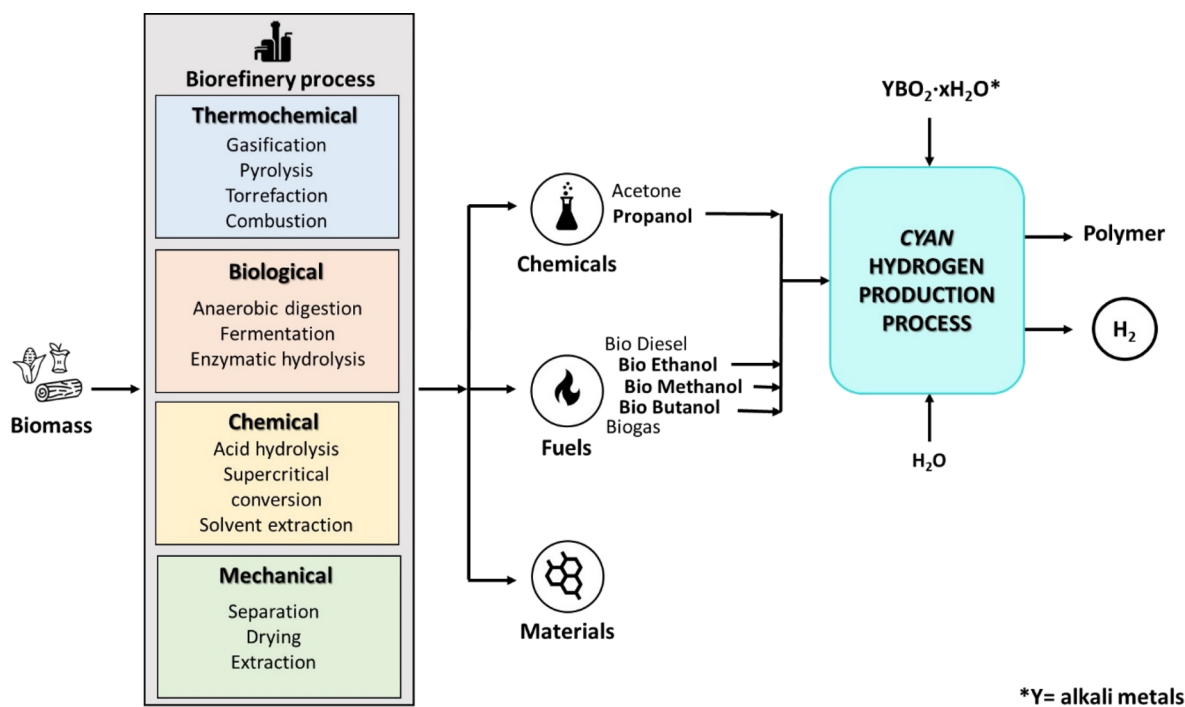 Biorefinery process
Thermochemical
Gasification
Pyrolysis
Torrefaction
Combustion
Biological
Anaerobic digestion
Fermentation
Enzymatic hydrolysis
Chemical
Acid hydrolysis
Supercritical
conversion
Solvent extraction
Mechanical
Separation
Drying
Extraction
Biomass
Acetone
Propanol
Chemicals
Bio Diesel
Bio Ethanol
Bio Methanol
Bio Butanol
Biogas
Fuels
Materials
YBO₂·xH₂O*
CYAN
HYDROGEN
PRODUCTION
PROCESS
H₂O
Polymer
H₂
*Y= alkali metals